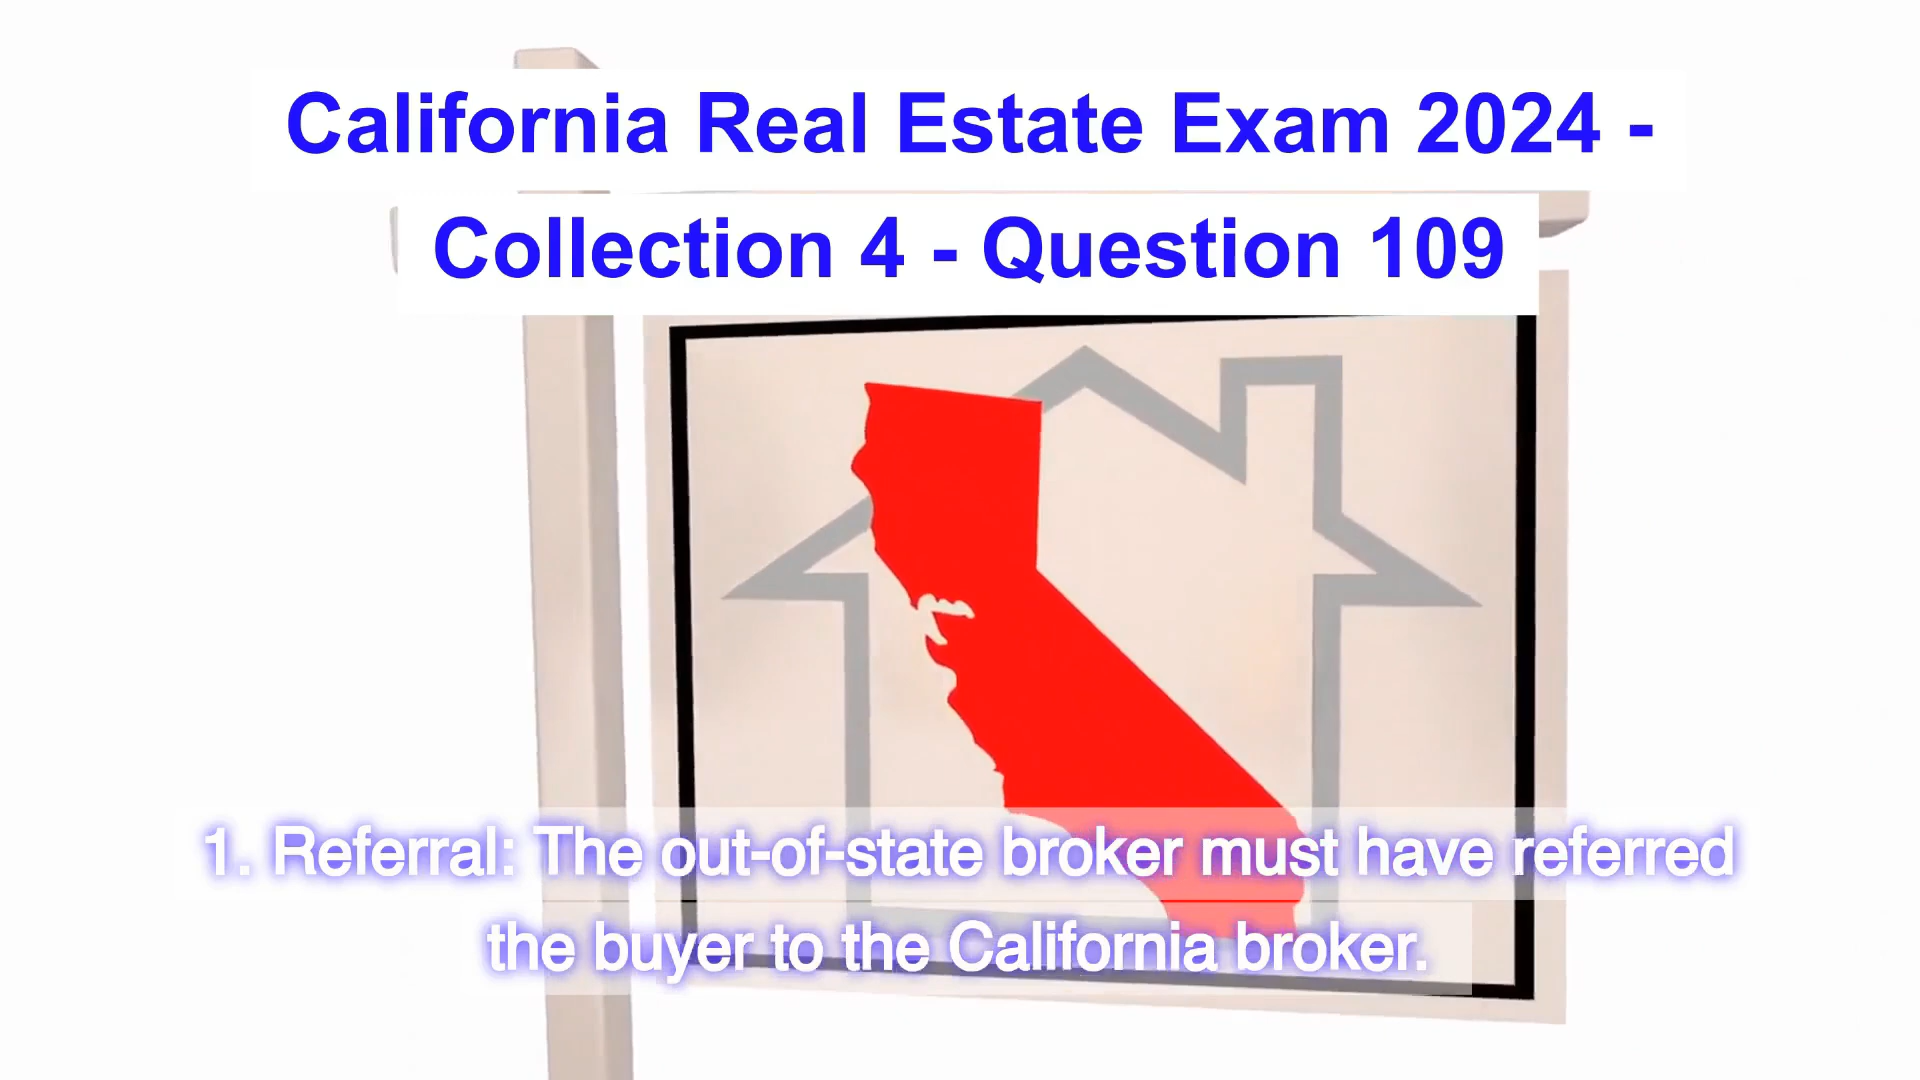 California Real Estate Exam 2024 -
Collection 4 - Question 109
1. Referral: The out-of-state broker must have referred
the buyer to the California broker.